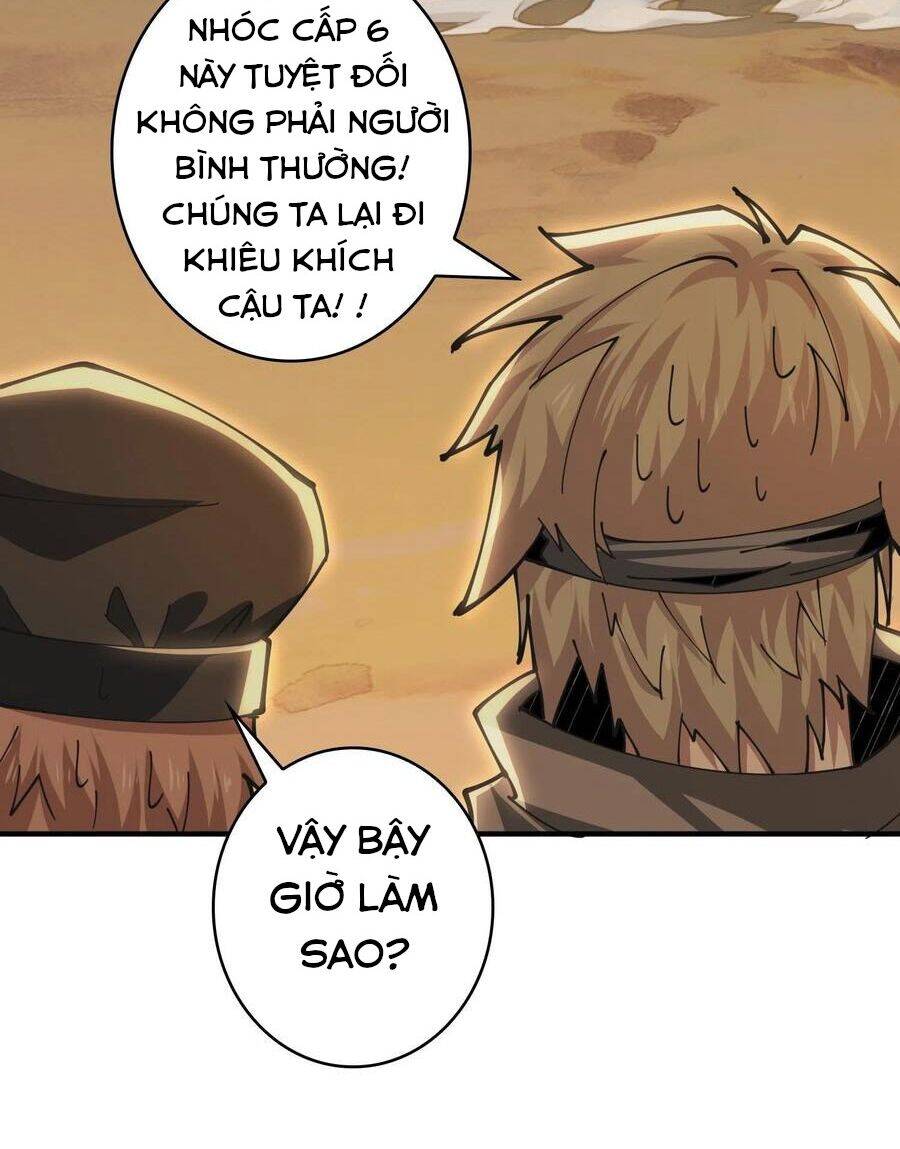 NHÓC CẤP 6
NÀY TUYỆT ĐỐI
KHÔNG PHẢI NGƯỜI
BÌNH THƯỜNG!
CHÚNG TA LẠI ĐI
KHIÊU KHÍCH
CẬU TA! !
VẬY BẬY
GIỜ LÀM
SAO?